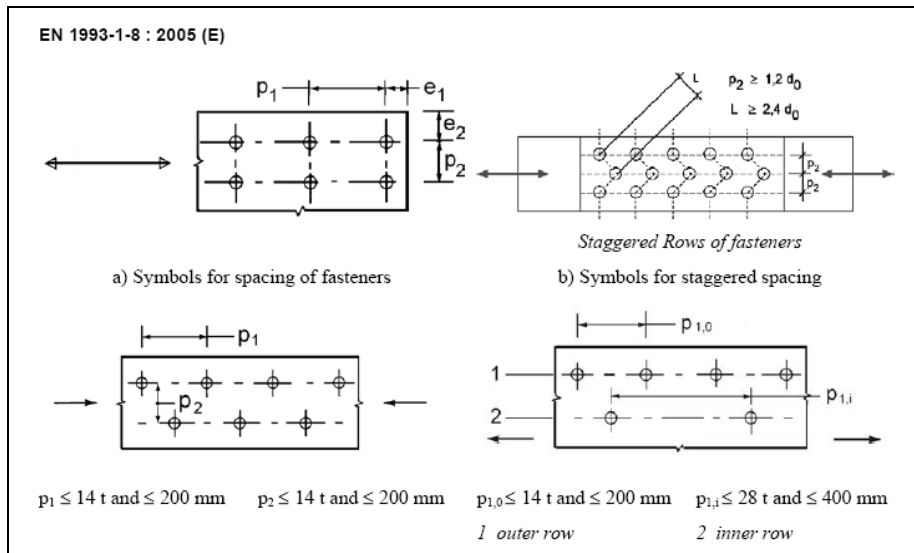 EN 1993-1-8 : 2005 (E)
p₁
e₁
e₂
p₂
L
p₂ ≥ 1,2 d₀
L ≥ 2,4 d₀
p₂
p₂
Staggered Rows of fasteners
a) Symbols for spacing of fasteners
b) Symbols for staggered spacing
p₁
p₂
p₁,₀
1
p₁,ᵢ
2
p₁ ≤ 14 t and ≤ 200 mm
p₂ ≤ 14 t and ≤ 200 mm
p₁,₀ ≤ 14 t and ≤ 200 mm
p₁,ᵢ ≤ 28 t and ≤ 400 mm
1 outer row
2 inner row